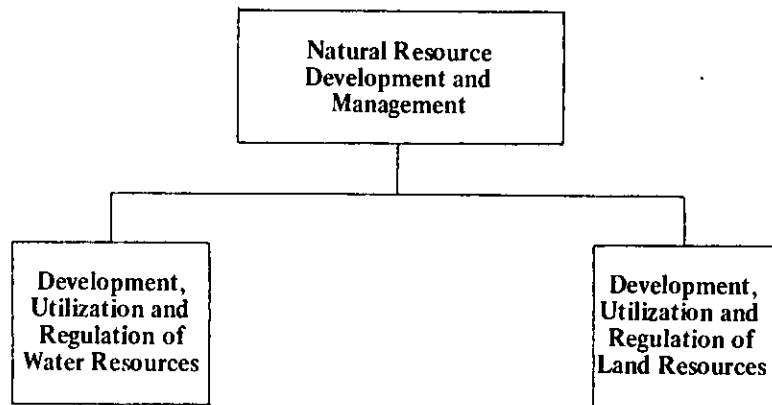 Natural Resource
Development and
Management
Development,
Utilization and
Regulation of
Water Resources
Development,
Utilization and
Regulation of
Land Resources